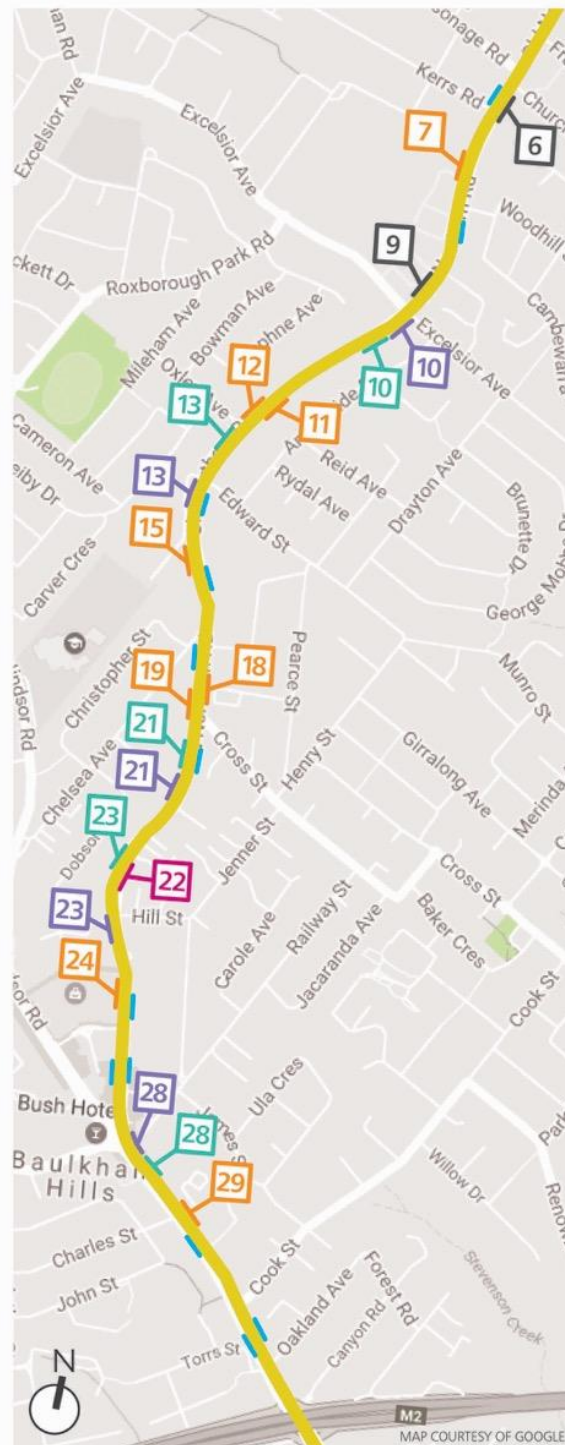 Excelsior Ave
Kerrs Rd
7
6
Excelsior Ave
9
Roxborough Park Rd
Mileham Ave
Bowman Ave
Excelsior Ave
10
10
12
11
13
Reid Ave
Rydal Ave
Drayton Ave
Cameron Ave
13
Edward St
Brunette Dr
15
Carver Cres
Christopher St
Pearce St
Munro St
19
18
21
Cross St
Henry St
Girralong Ave
Chelsea Ave
21
23
Jenner St
22
Hill St
23
Railway St
Cross St
Baker Cres
Carole Ave
Jacaranda Ave
24
Cook St
Ula Cres
Bush Hote
28
28
Baulkham
Hills
29
Willow Dr
Charles St
John St
Cook St
Stevenson Creek
Forest Rd
Oakland Ave
Canyon Rd
Torrs St
N
M2
MAP COURTESY OF GOOGLE